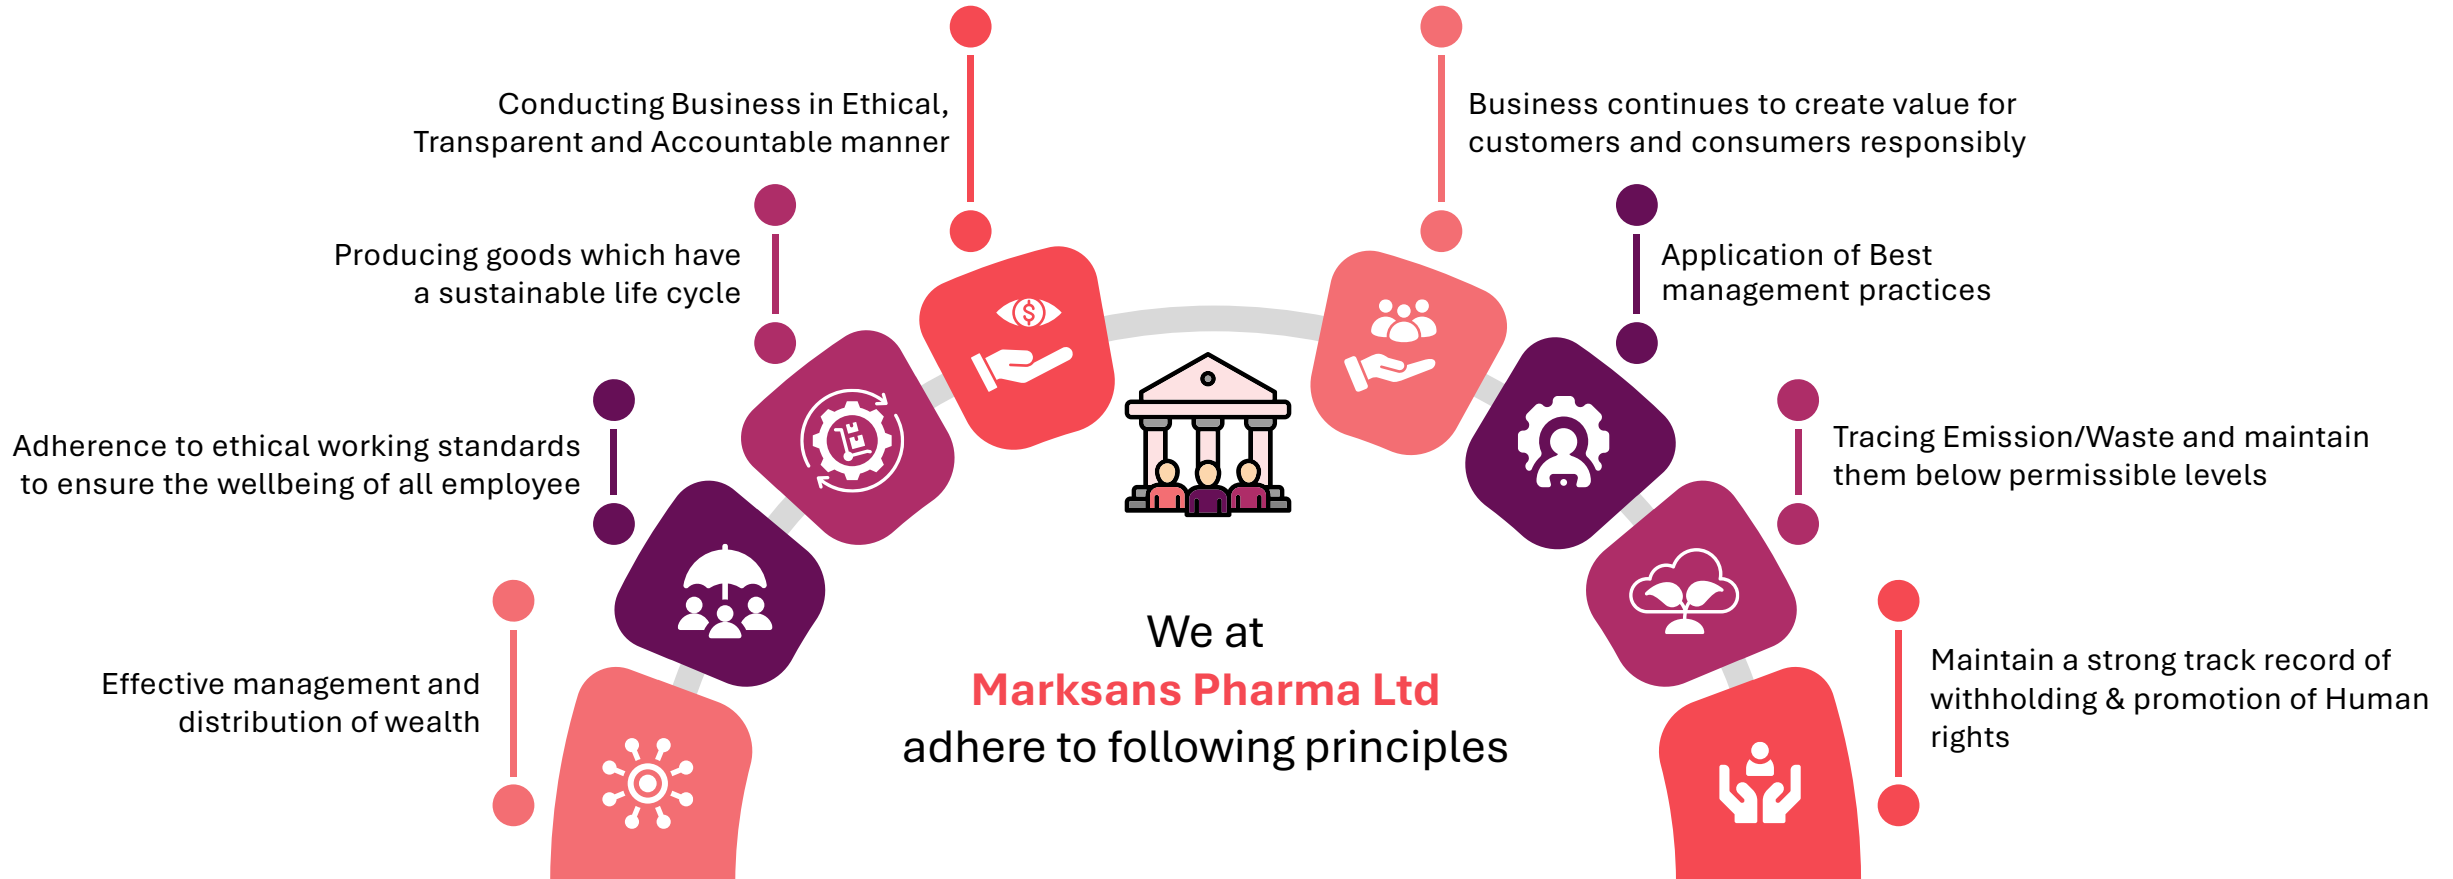 Conducting Business in Ethical,
Transparent and Accountable manner
Business continues to create value for
customers and consumers responsibly
Producing goods which have
a sustainable life cycle
Application of Best
management practices
Adherence to ethical working standards
to ensure the wellbeing of all employee
Tracing Emission/Waste and maintain
them below permissible levels
Effective management and
distribution of wealth
Maintain a strong track record of
withholding & promotion of Human
rights
We at
Marksans Pharma Ltd
adhere to following principles
$